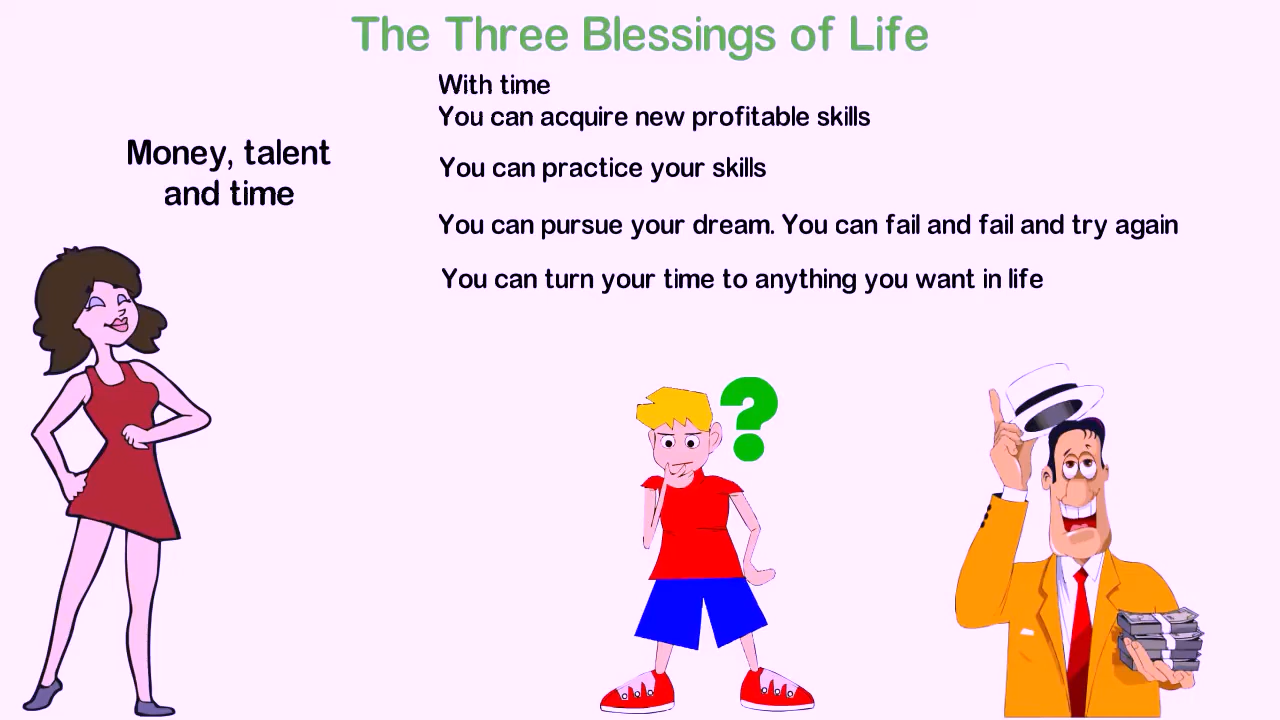 The Three Blessings of Life
Money, talent
and time
With time
You can acquire new profitable skills
You can practice your skills
You can pursue your dream. You can fail and fail and try again
You can turn your time to anything you want in life
?